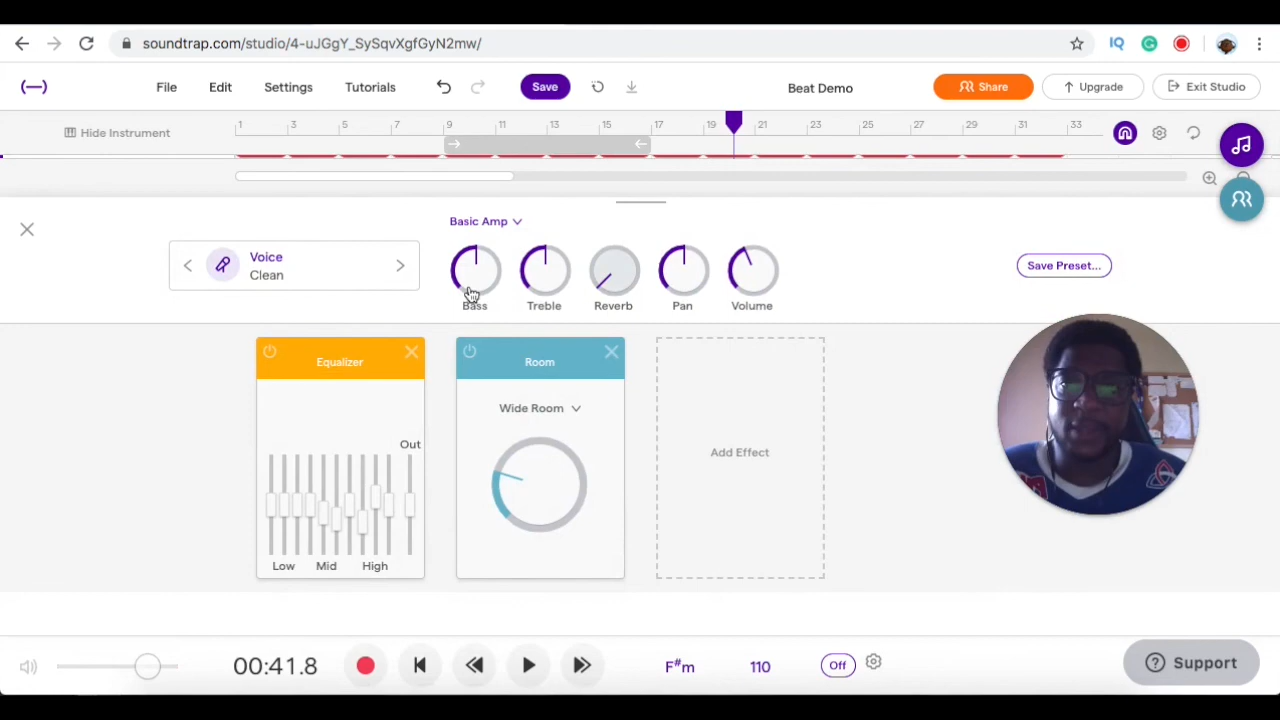 soundtrap.com/studio/4-uJGgY_SySqvXgfGyN2mw/
IQ
File Edit Settings Tutorials Save Beat Demo Share Upgrade Exit Studio
Hide Instrument 1 3 5 7 9 11 13 15 17 19 21 23 25 27 29 31 33
Basic Amp
Voice
Clean
Save Preset...
Bass Treble Reverb Pan Volume
Equalizer Room
Wide Room
Out
Add Effect
Low Mid High
00:41.8 F#m 110 Off Support